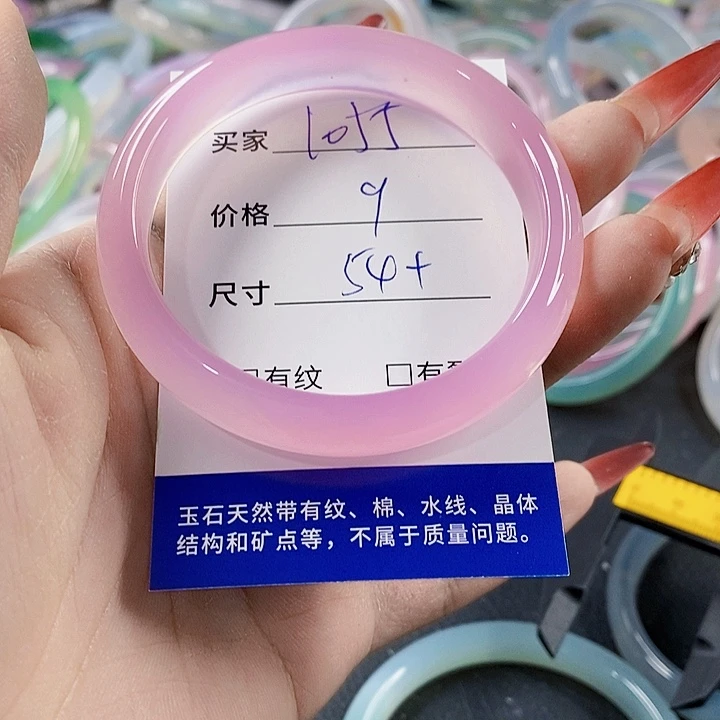 买家 1055
价格 9
尺寸 54+
有纹 □有
玉石天然带有纹、棉、水线、晶体
结构和矿点等，不属于质量问题。